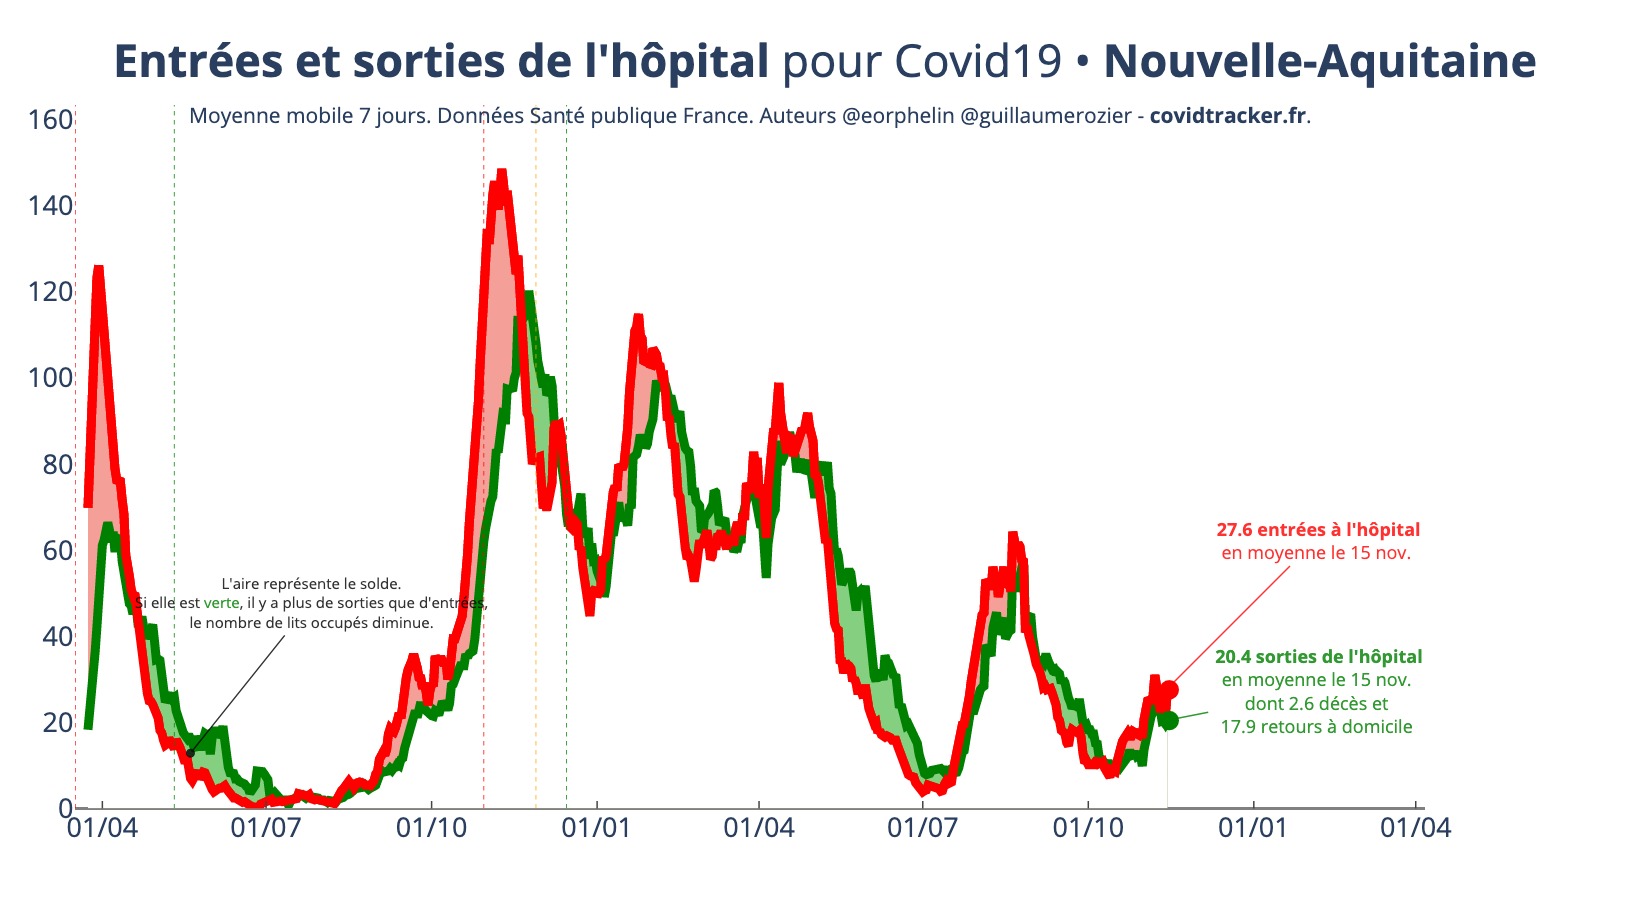 Entrées et sorties de l'hôpital pour Covid19 • Nouvelle-Aquitaine
Moyenne mobile 7 jours. Données Santé publique France. Auteurs @eorphelin @guillaumerozier - covidtracker.fr.
160
140
120
100
80
60
40
20
0
L'aire représente le solde.
Si elle est verte, il y a plus de sorties que d'entrées,
le nombre de lits occupés diminue.
27.6 entrées à l'hôpital
en moyenne le 15 nov.
20.4 sorties de l'hôpital
en moyenne le 15 nov.
dont 2.6 décès et
17.9 retours à domicile
01/04 01/07 01/10 01/01 01/04 01/07 01/10 01/01 01/04